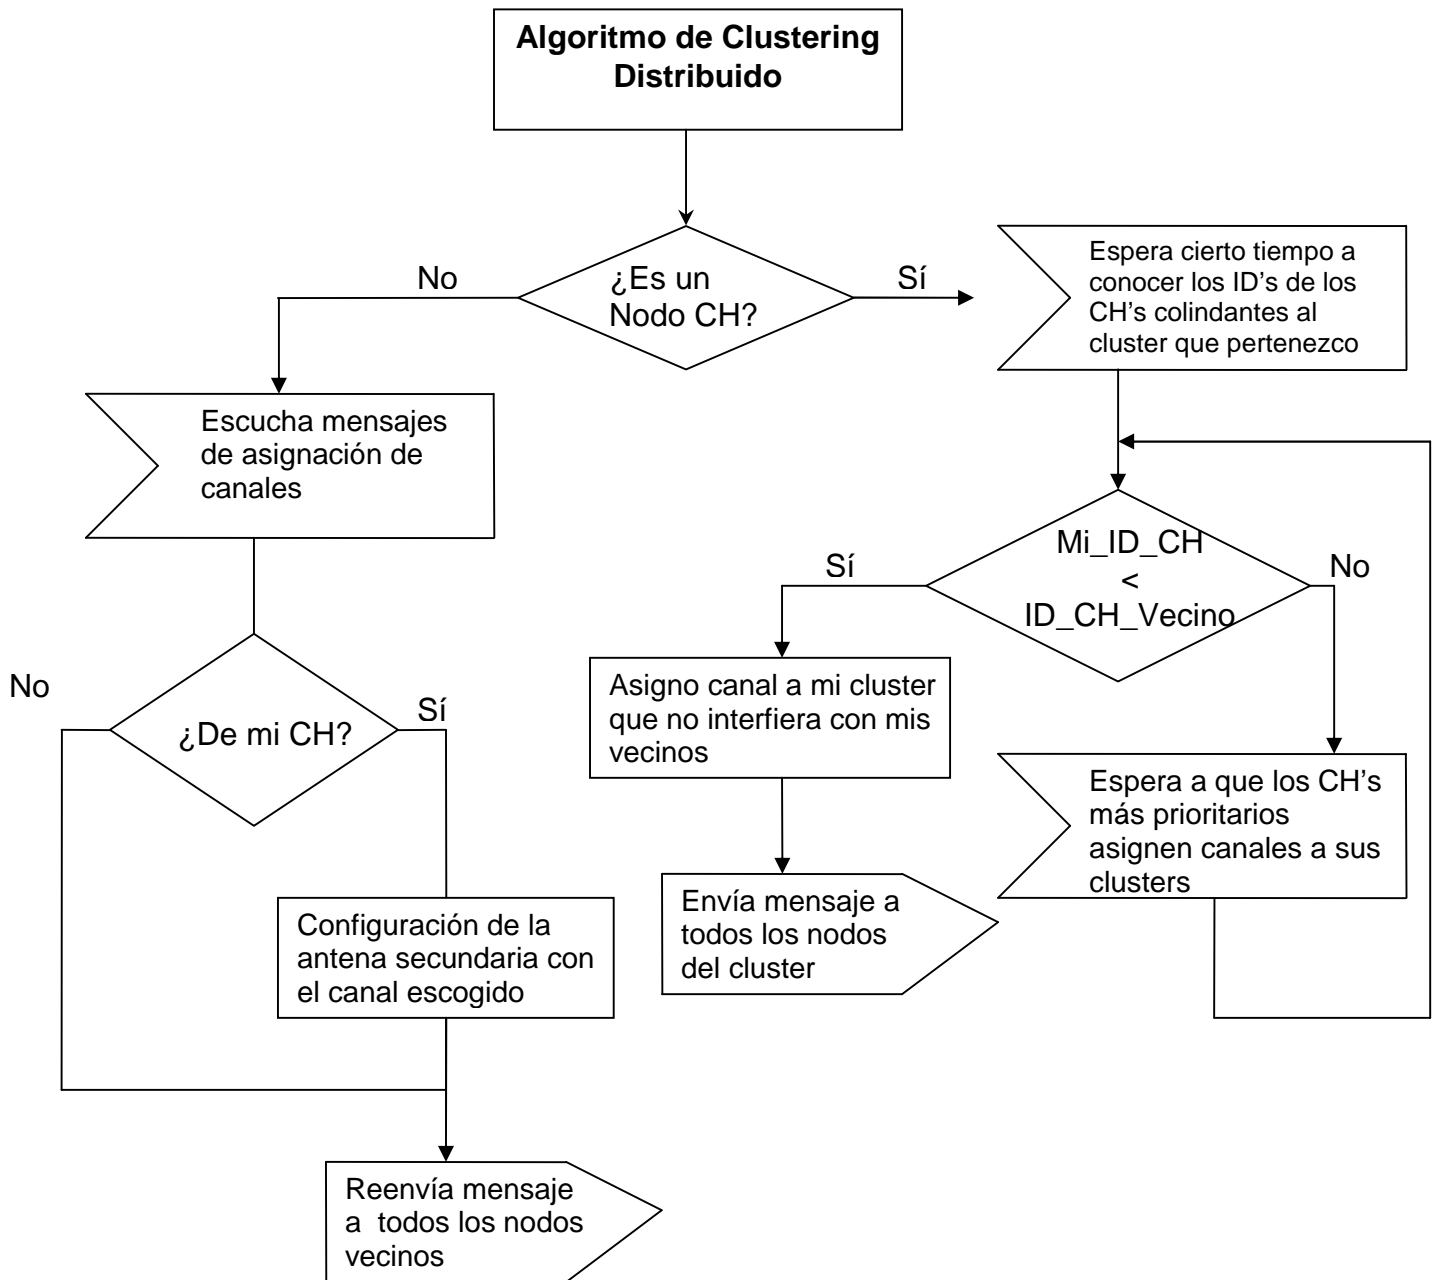 Algoritmo de Clustering
Distribuido
¿Es un
Nodo CH?
No
Sí
Espera cierto tiempo a
conocer los ID's de los
CH's colindantes al
cluster que pertenezco
Escucha mensajes
de asignación de
canales
Mi_ID_CH
<
ID_CH_Vecino
Sí
No
Asigno canal a mi cluster
que no interfiera con mis
vecinos
No
Sí
¿De mi CH?
Espera a que los CH's
más prioritarios
asignen canales a sus
clusters
Envía mensaje a
todos los nodos
del cluster
Configuración de la
antena secundaria con
el canal escogido
Reenvía mensaje
a  todos los nodos
vecinos